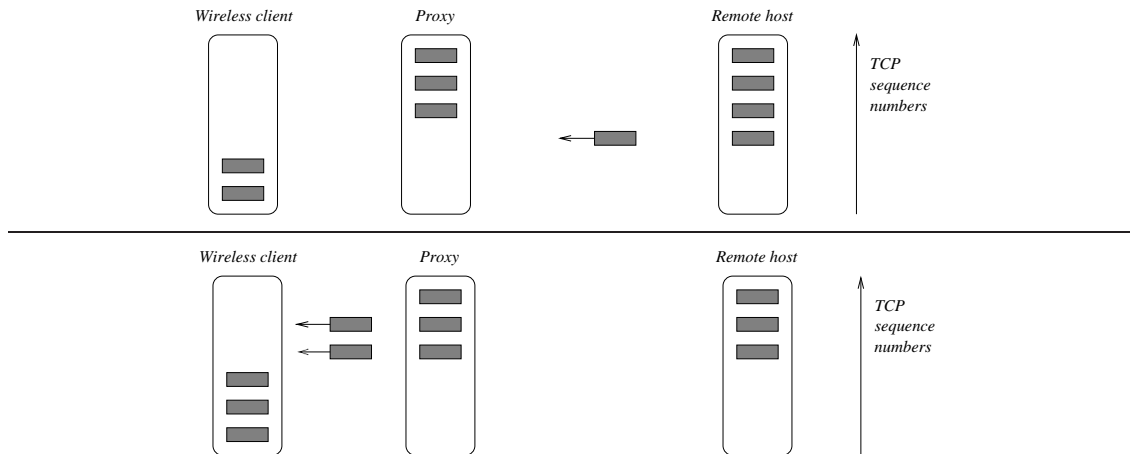 Wireless client
Proxy
Remote host
TCP
sequence
numbers
Wireless client
Proxy
Remote host
TCP
sequence
numbers